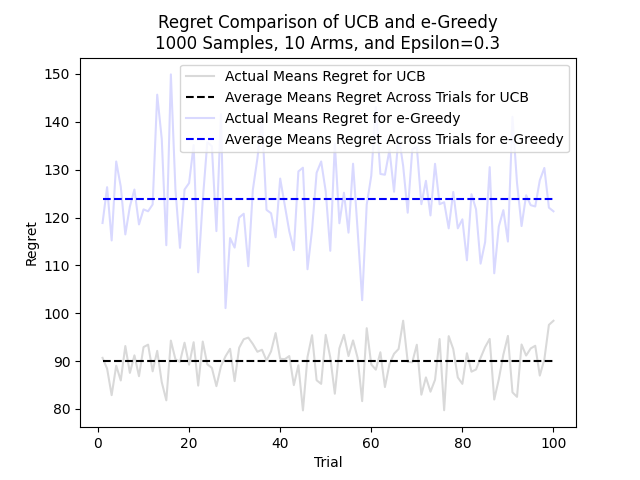 Regret Comparison of UCB and e-Greedy
1000 Samples, 10 Arms, and Epsilon=0.3
Actual Means Regret for UCB
Average Means Regret Across Trials for UCB
Actual Means Regret for e-Greedy
Average Means Regret Across Trials for e-Greedy
150
140
130
120
110
100
90
80
Regret
0 20 40 60 80 100
Trial